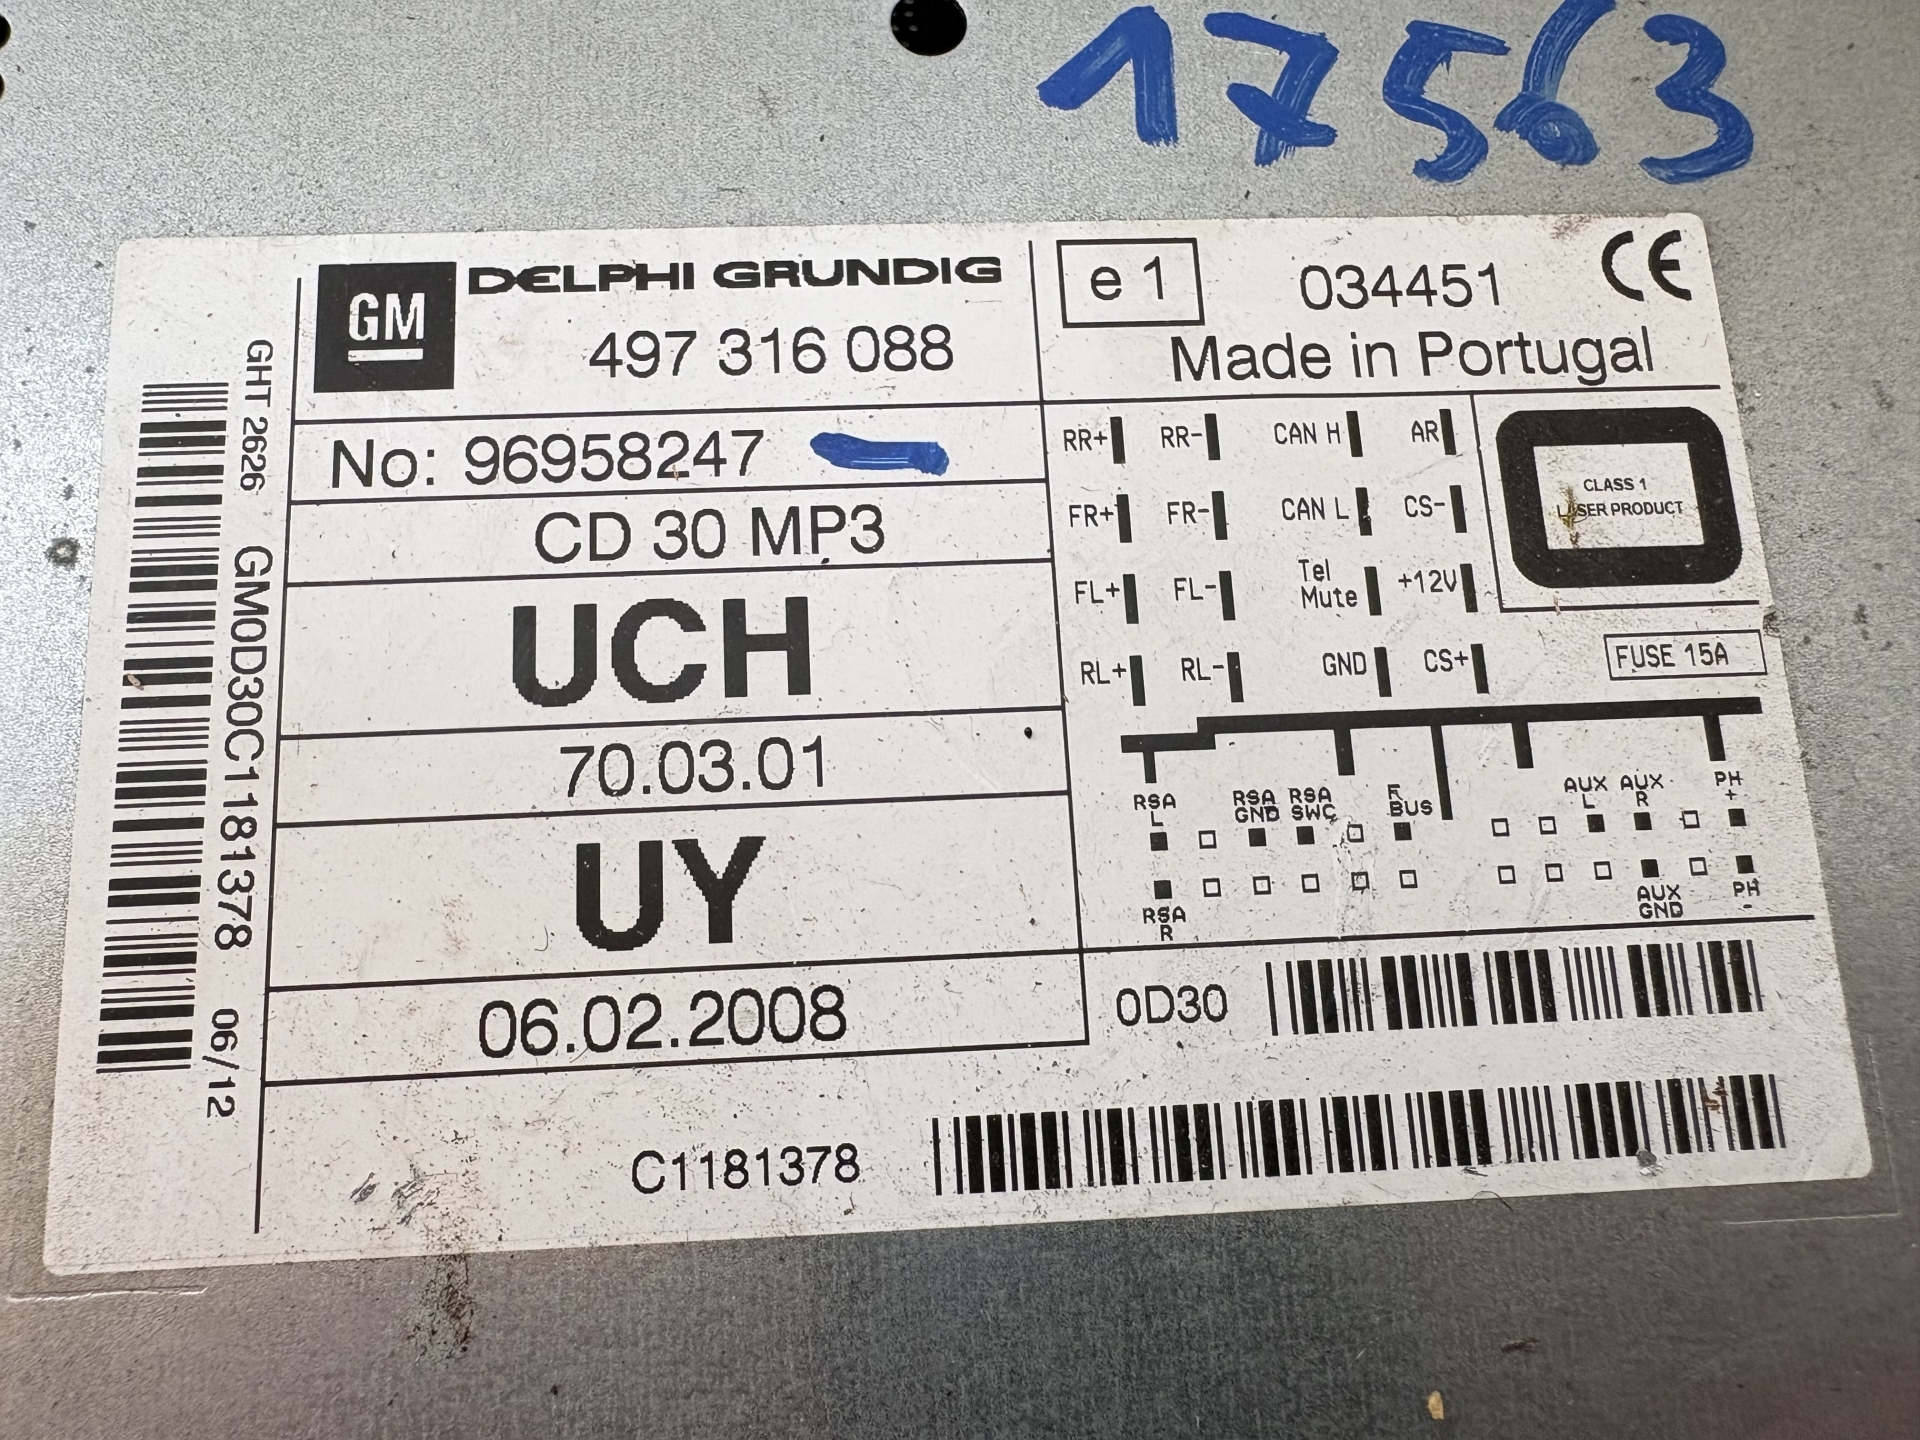 17563
GM
DELPHI GRUNDIG
497 316 088
e 1
034451
CE
Made in Portugal
No: 96958247
CD 30 MP3
UCH
70.03.01
UY
06.02.2008
RR+ RR- CAN H AR
FR+ FR- CAN L CS-
FL+ FL- Tel Mute +12V
RL+ RL- GND CS+
CLASS 1
LASER PRODUCT
FUSE 15A
RSA L RSA GND RSA SWC R BUS AUX L AUX R PH +
RSA R AUX GND PH -
0D30
C1181378
GHT 2626 GM0D30C1181378 06/12